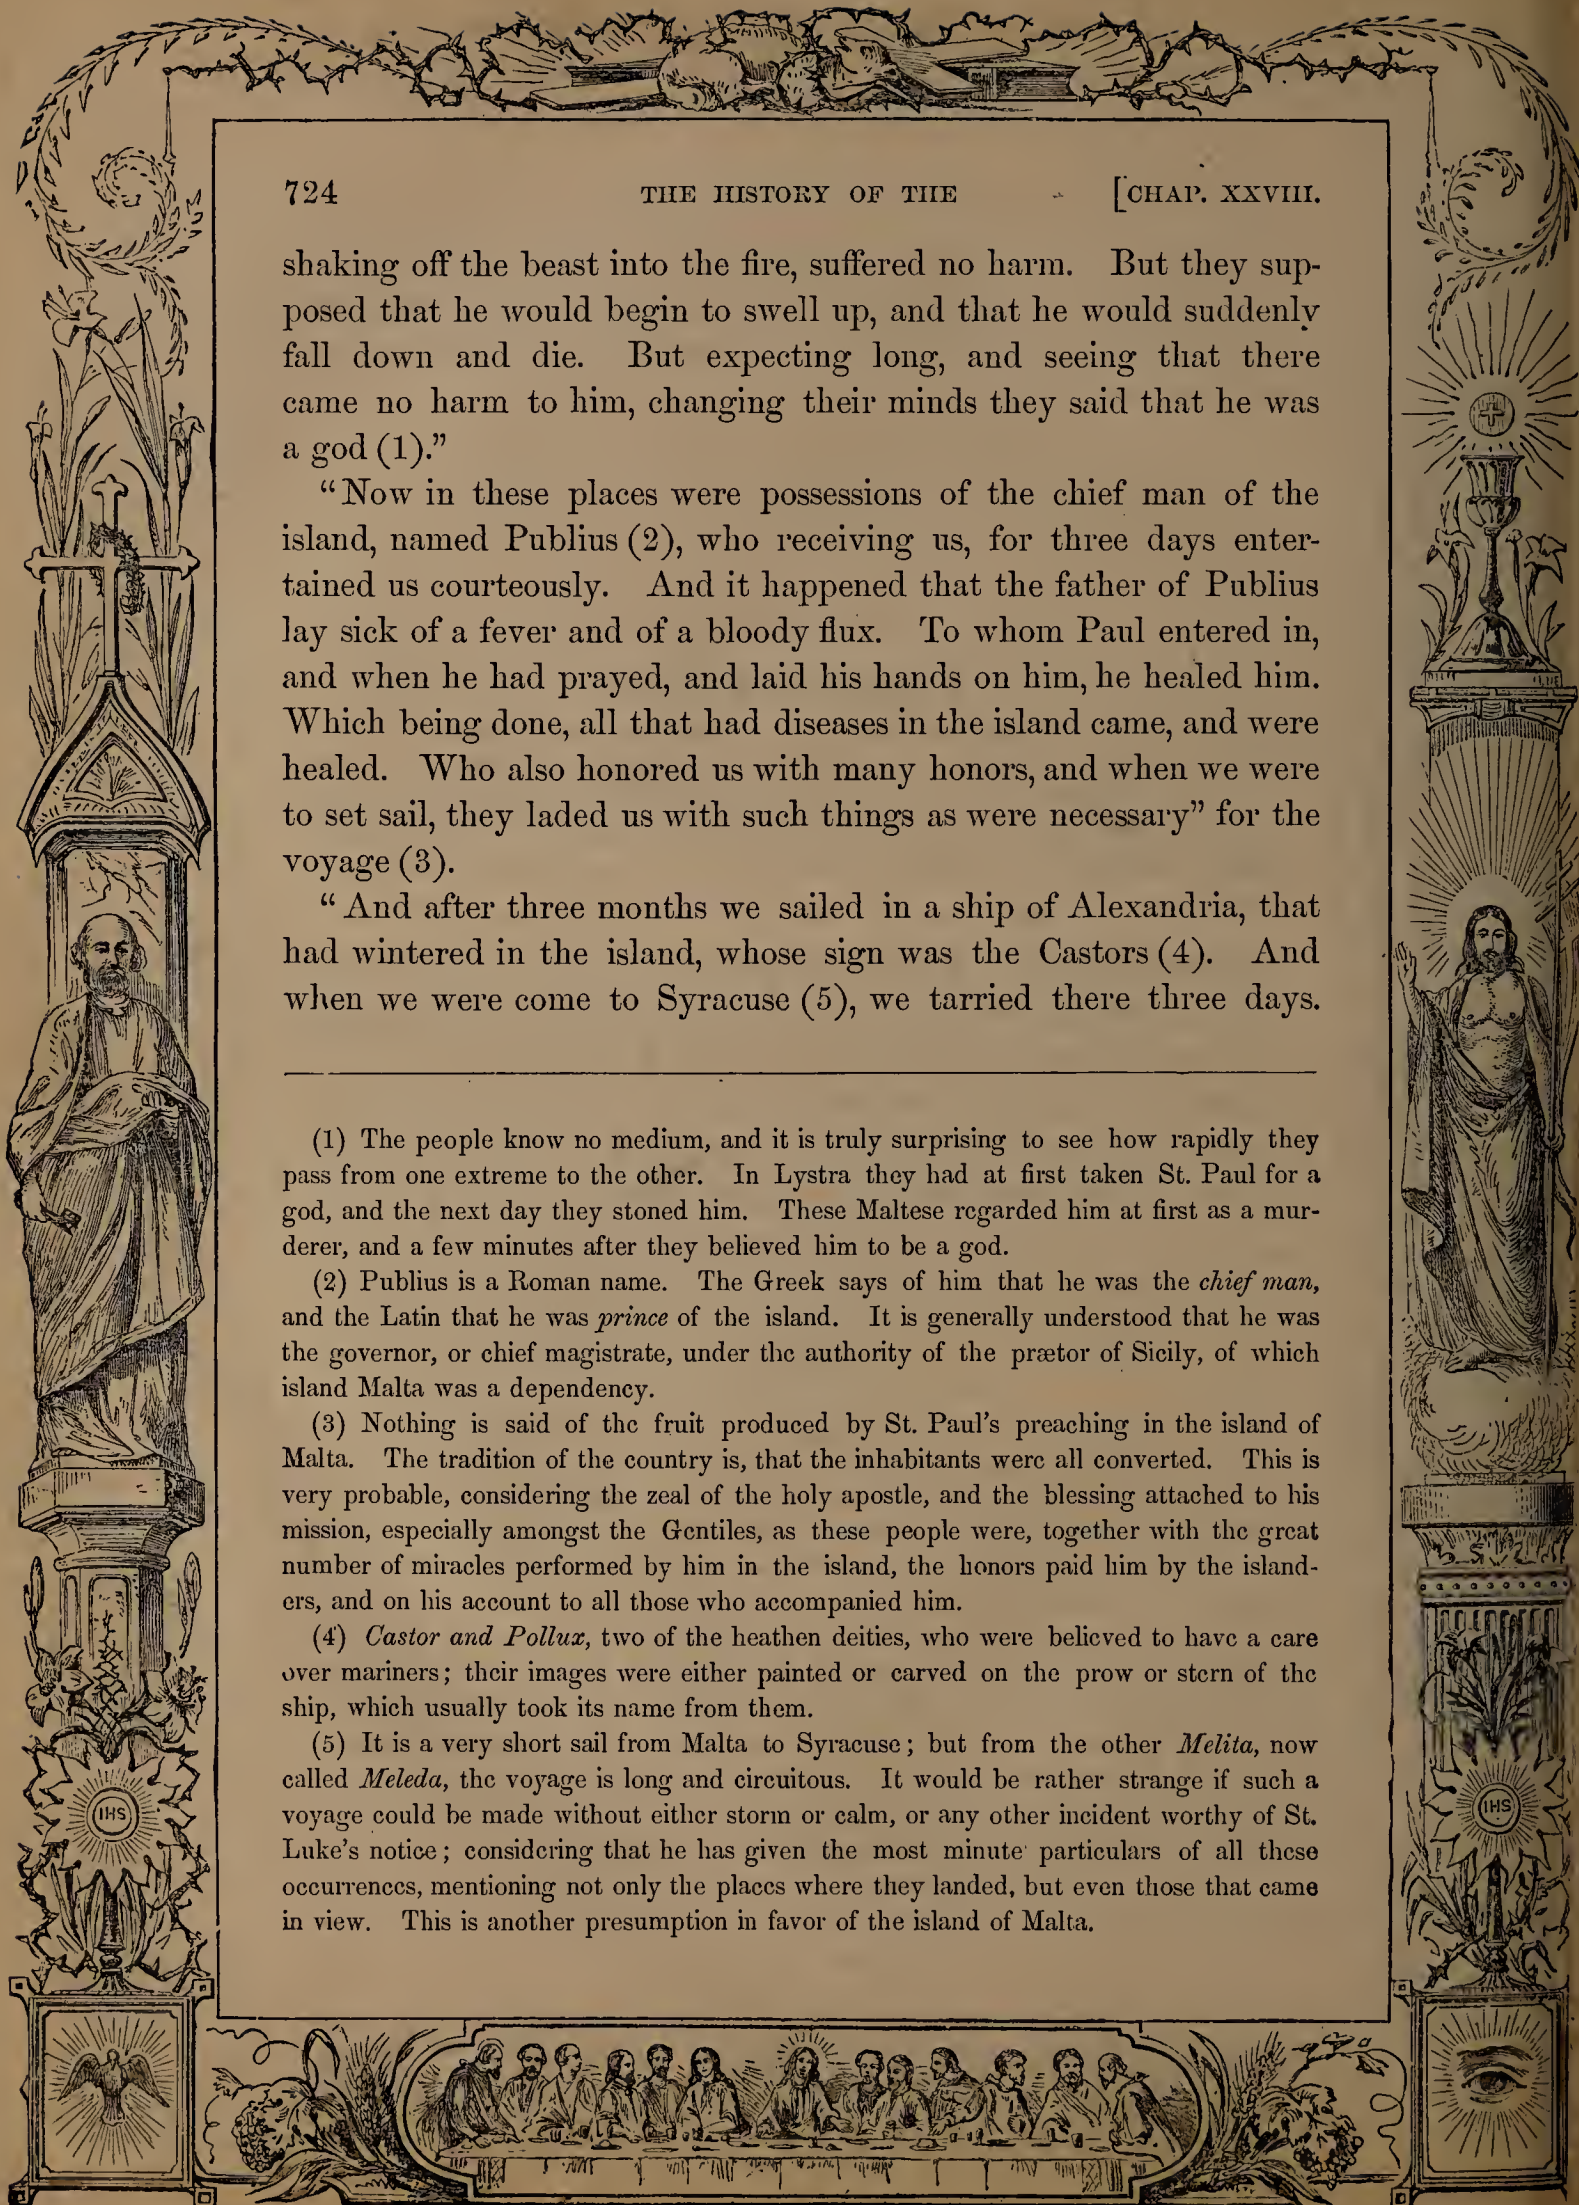 724 THE HISTORY OF THE [CHAP. XXVIII.
shaking off the beast into the fire, suffered no harm. But they sup-
posed that he would begin to swell up, and that he would suddenly
fall down and die. But expecting long, and seeing that there
came no harm to him, changing their minds they said that he was
a god (1)."
"Now in these places were possessions of the chief man of the
island, named Publius (2), who receiving us, for three days enter-
tained us courteously. And it happened that the father of Publius
lay sick of a fever and of a bloody flux. To whom Paul entered in,
and when he had prayed, and laid his hands on him, he healed him.
Which being done, all that had diseases in the island came, and were
healed. Who also honored us with many honors, and when we were
to set sail, they laded us with such things as were necessary" for the
voyage (3).
"And after three months we sailed in a ship of Alexandria, that
had wintered in the island, whose sign was the Castors (4). And
when we were come to Syracuse (5), we tarried there three days.
(1) The people know no medium, and it is truly surprising to see how rapidly they
pass from one extreme to the other. In Lystra they had at first taken St. Paul for a
god, and the next day they stoned him. These Maltese regarded him at first as a mur-
derer, and a few minutes after they believed him to be a god.
(2) Publius is a Roman name. The Greek says of him that he was the chief man,
and the Latin that he was prince of the island. It is generally understood that he was
the governor, or chief magistrate, under the authority of the prætor of Sicily, of which
island Malta was a dependency.
(3) Nothing is said of the fruit produced by St. Paul's preaching in the island of
Malta. The tradition of the country is, that the inhabitants were all converted. This is
very probable, considering the zeal of the holy apostle, and the blessing attached to his
mission, especially amongst the Gentiles, as these people were, together with the great
number of miracles performed by him in the island, the honors paid him by the island-
ers, and on his account to all those who accompanied him.
(4) Castor and Pollux, two of the heathen deities, who were believed to have a care
over mariners; their images were either painted or carved on the prow or stern of the
ship, which usually took its name from them.
(5) It is a very short sail from Malta to Syracuse; but from the other Melita, now
called Meleda, the voyage is long and circuitous. It would be rather strange if such a
voyage could be made without either storm or calm, or any other incident worthy of St.
Luke's notice; considering that he has given the most minute particulars of all these
occurrences, mentioning not only the places where they landed, but even those that came
in view. This is another presumption in favor of the island of Malta.
IHS
IHS